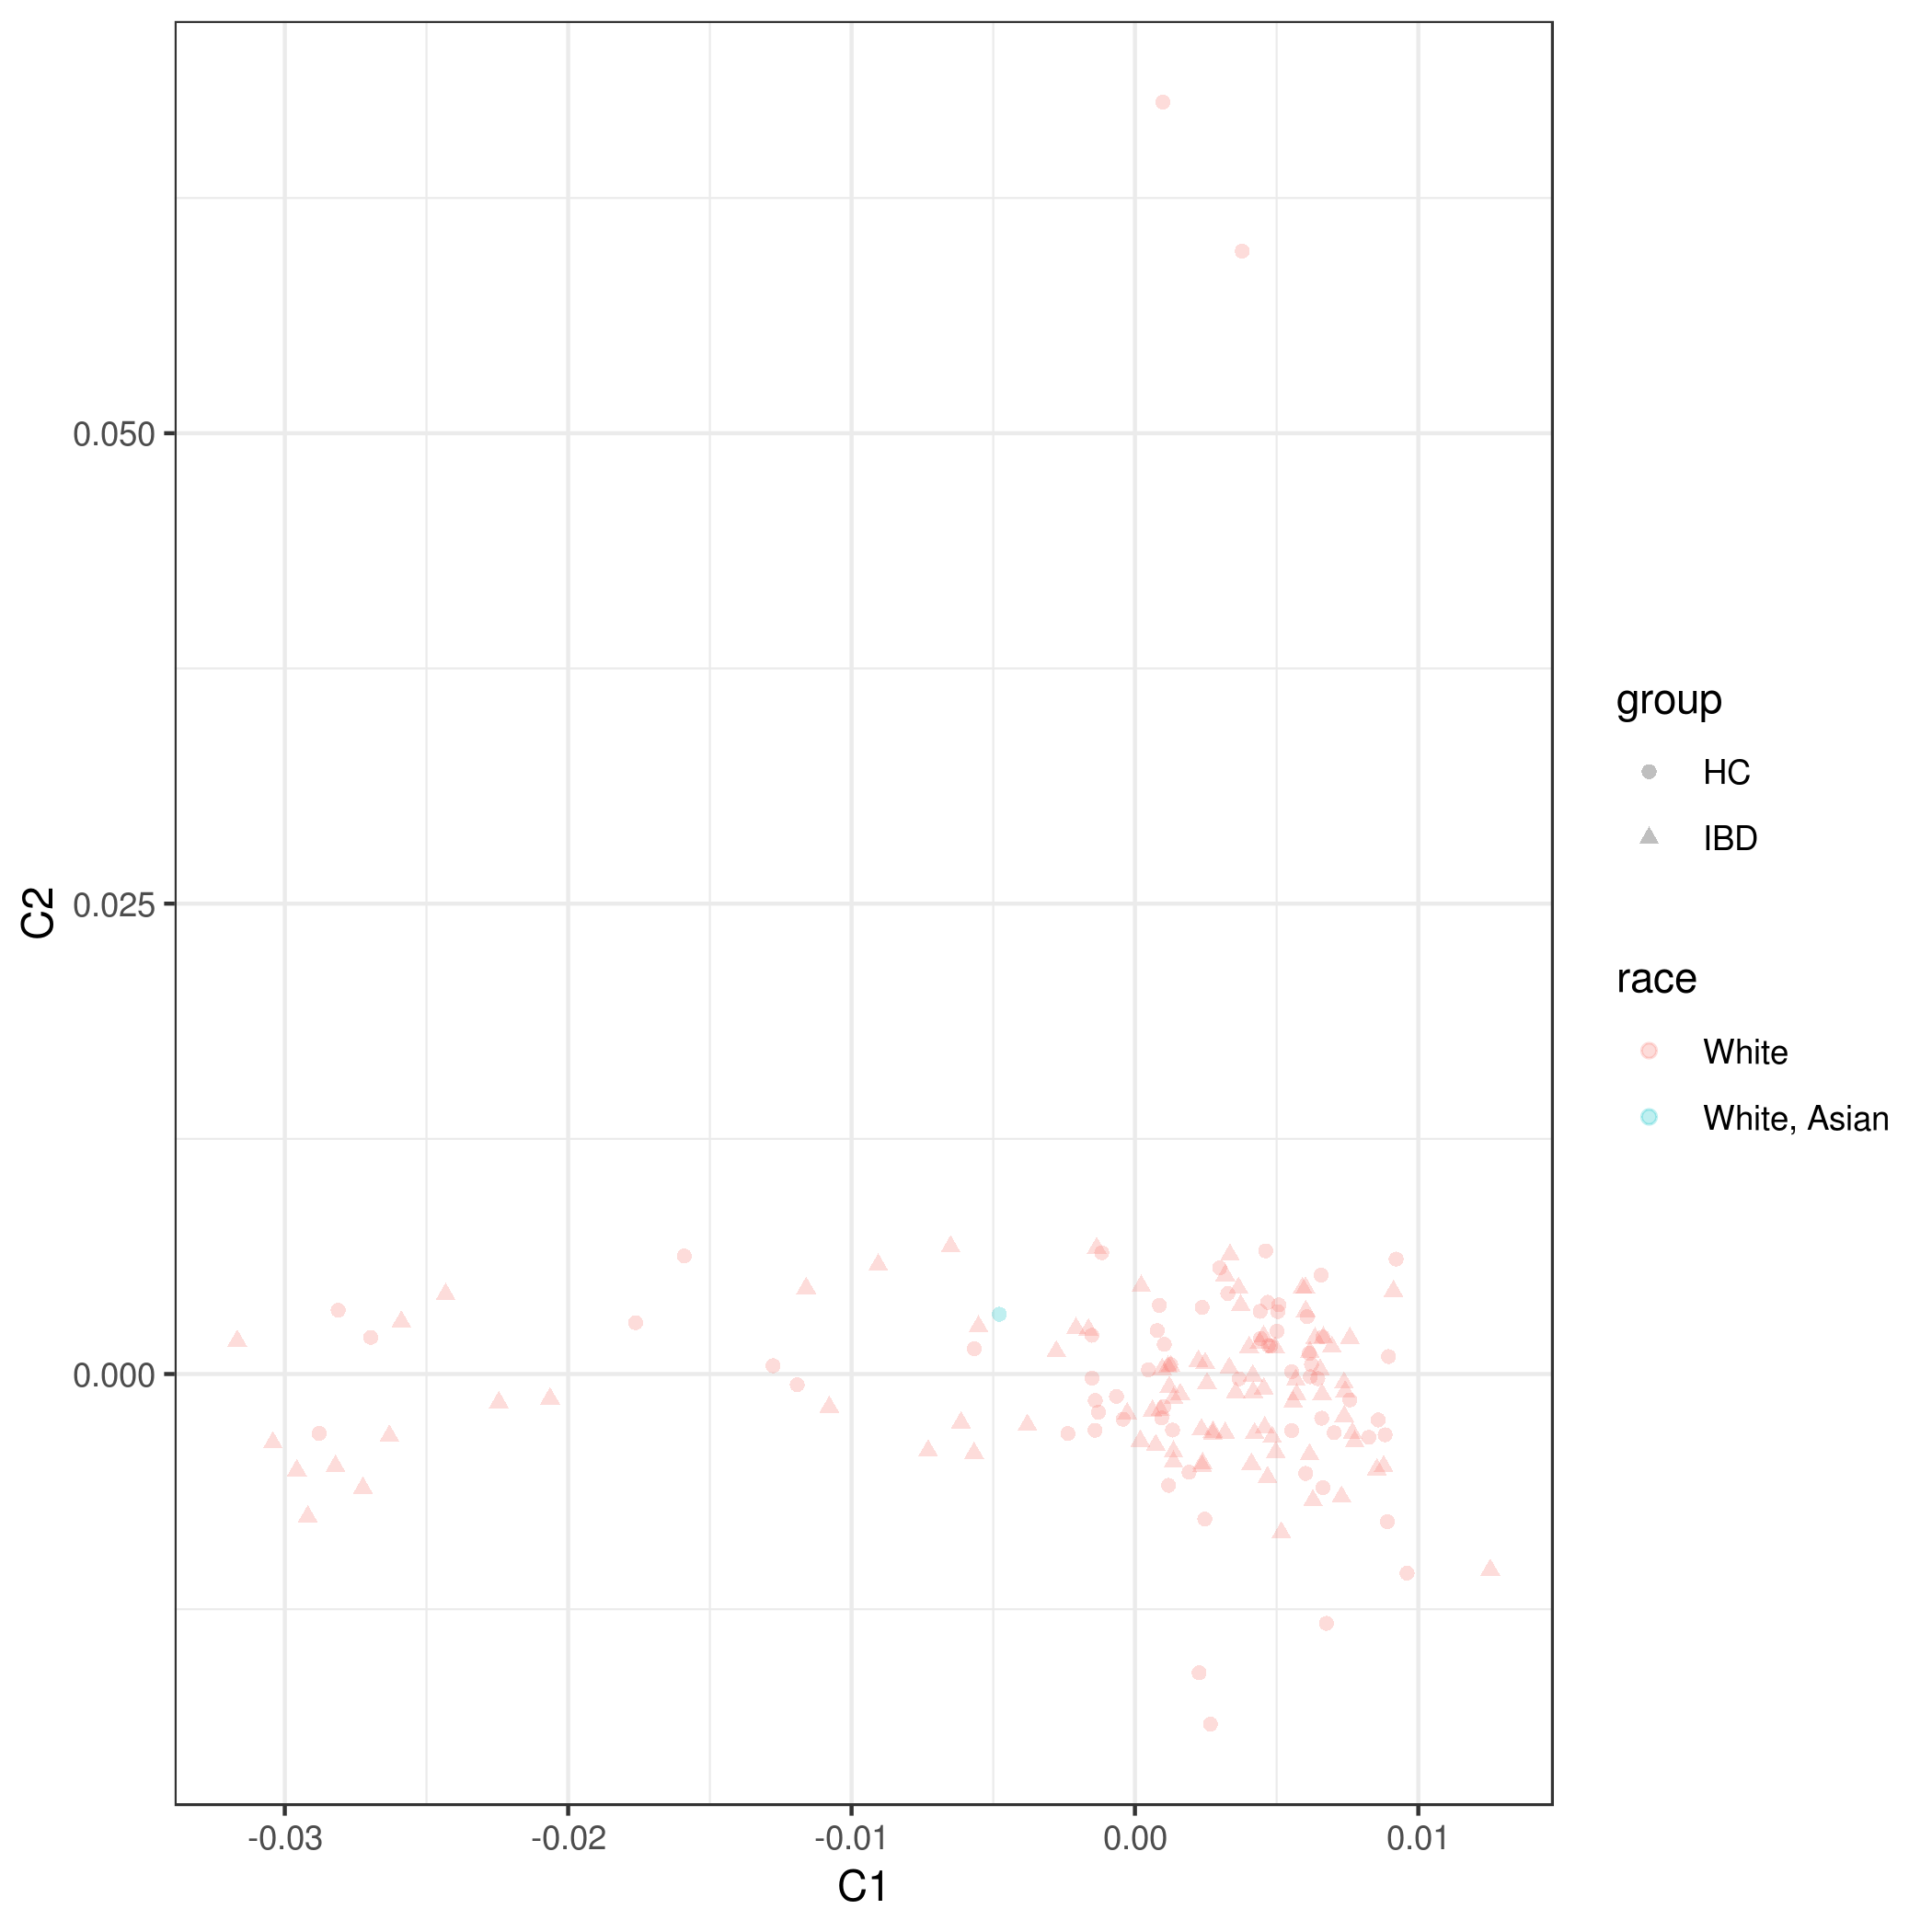 0.050
0.025
0.000
C2
-0.03
-0.02
-0.01
0.00
0.01
C1
group
HC
IBD
race
White
White, Asian